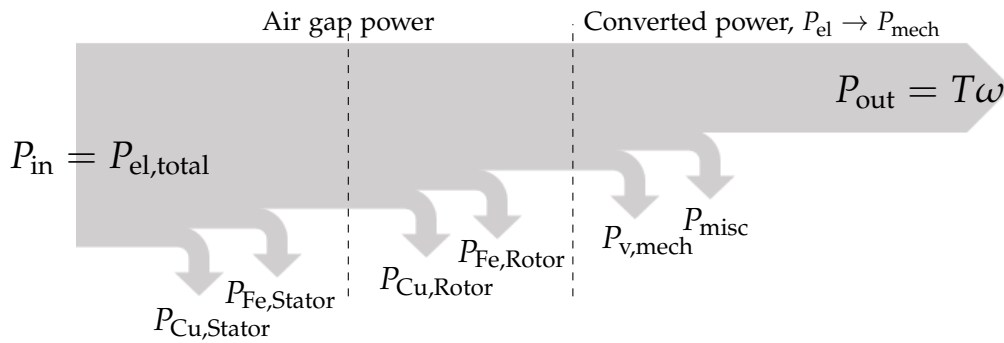 Air gap power
Converted power, P_el → P_mech
P_out = Tω
P_in = P_el,total
P_misc
P_v,mech
P_Fe,Rotor
P_Cu,Rotor
P_Fe,Stator
P_Cu,Stator